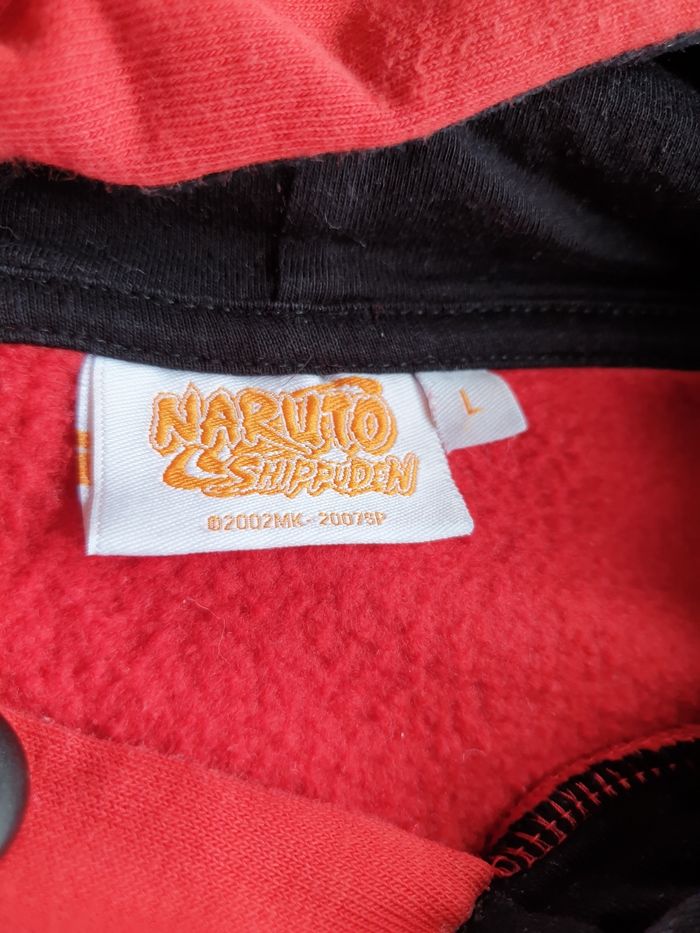 NARUTO
SHIPPUDEN
©2002MK- 2007SP
L